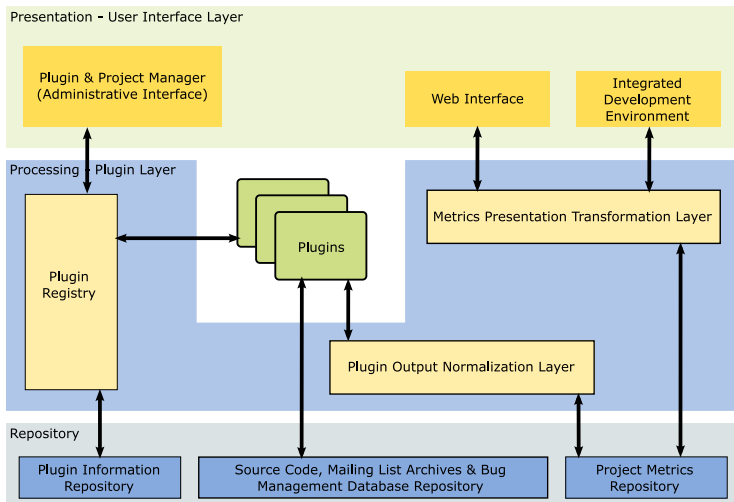 Presentation - User Interface Layer
Plugin & Project Manager
(Administrative Interface)
Web Interface
Integrated
Development
Environment
Processing - Plugin Layer
Plugins
Metrics Presentation Transformation Layer
Plugin
Registry
Plugin Output Normalization Layer
Repository
Plugin Information
Repository
Source Code, Mailing List Archives & Bug
Management Database Repository
Project Metrics
Repository